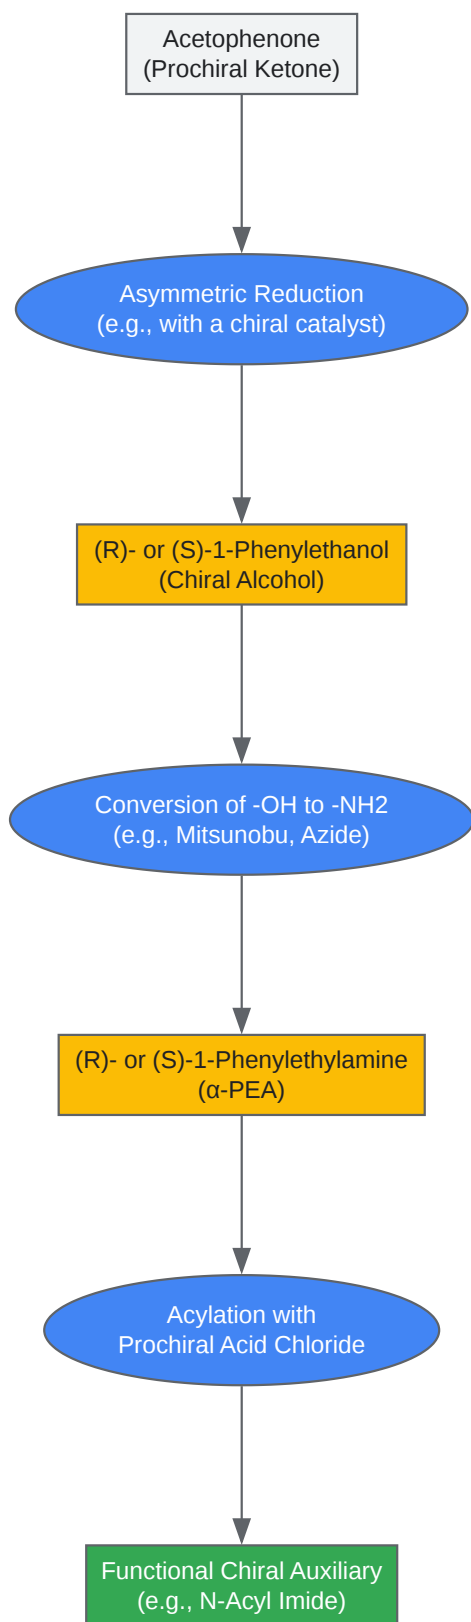 Acetophenone
(Prochiral Ketone)
Asymmetric Reduction
(e.g., with a chiral catalyst)
(R)- or (S)-1-Phenylethanol
(Chiral Alcohol)
Conversion of -OH to -NH2
(e.g., Mitsunobu, Azide)
(R)- or (S)-1-Phenylethylamine
(α-PEA)
Acylation with
Prochiral Acid Chloride
Functional Chiral Auxiliary
(e.g., N-Acyl Imide)